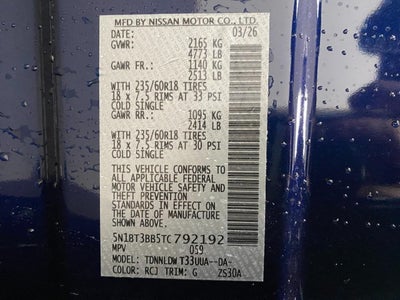 MFD BY NISSAN MOTOR CO., LTD.
DATE: 03/26
GVWR: 2165 KG
4773 LB
GAWR FR: 1140 KG
2513 LB
WITH 235/60R18 TIRES
18 x 7.5 RIMS AT 33 PSI
COLD SINGLE
GAWR RR: 1095 KG
2414 LB
WITH 235/60R18 TIRES
18 x 7.5 RIMS AT 30 PSI
COLD SINGLE
THIS VEHICLE CONFORMS TO
ALL APPLICABLE FEDERAL
MOTOR VEHICLE SAFETY AND
THEFT PREVENTION
STANDARDS IN EFFECT ON
THE DATE OF MANUFACTURE
SHOWN ABOVE.
5N1BT3BB5TC792192
MPV 059
MODEL TDNNLDW T33UUA--DA-
COLOR: RCJ TRIM: G ZS30A